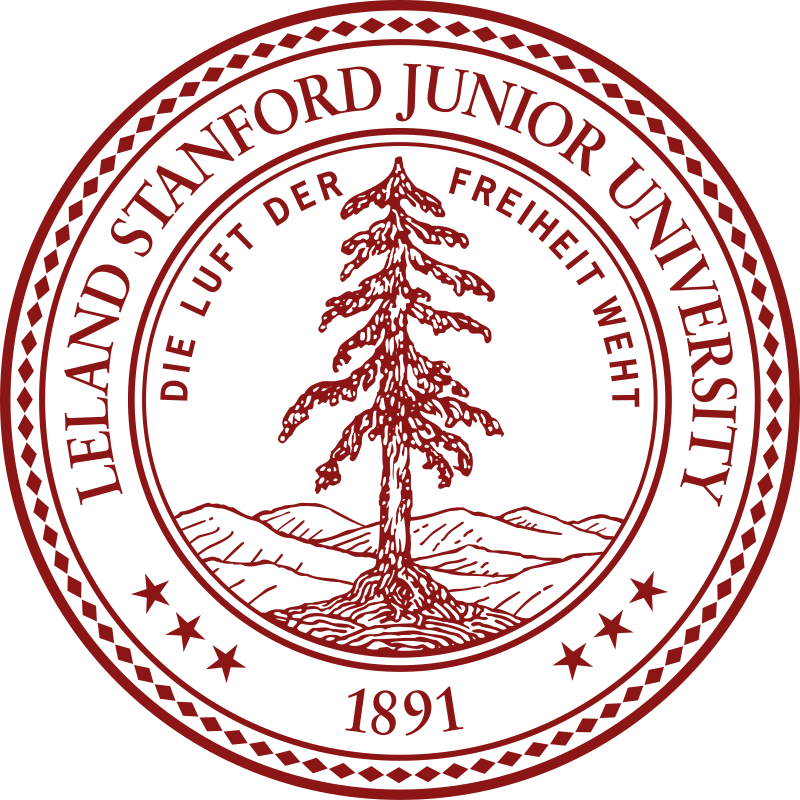 LELAND STANFORD JUNIOR UNIVERSITY
DIE LUFT DER FREIHEIT WEHT
1891